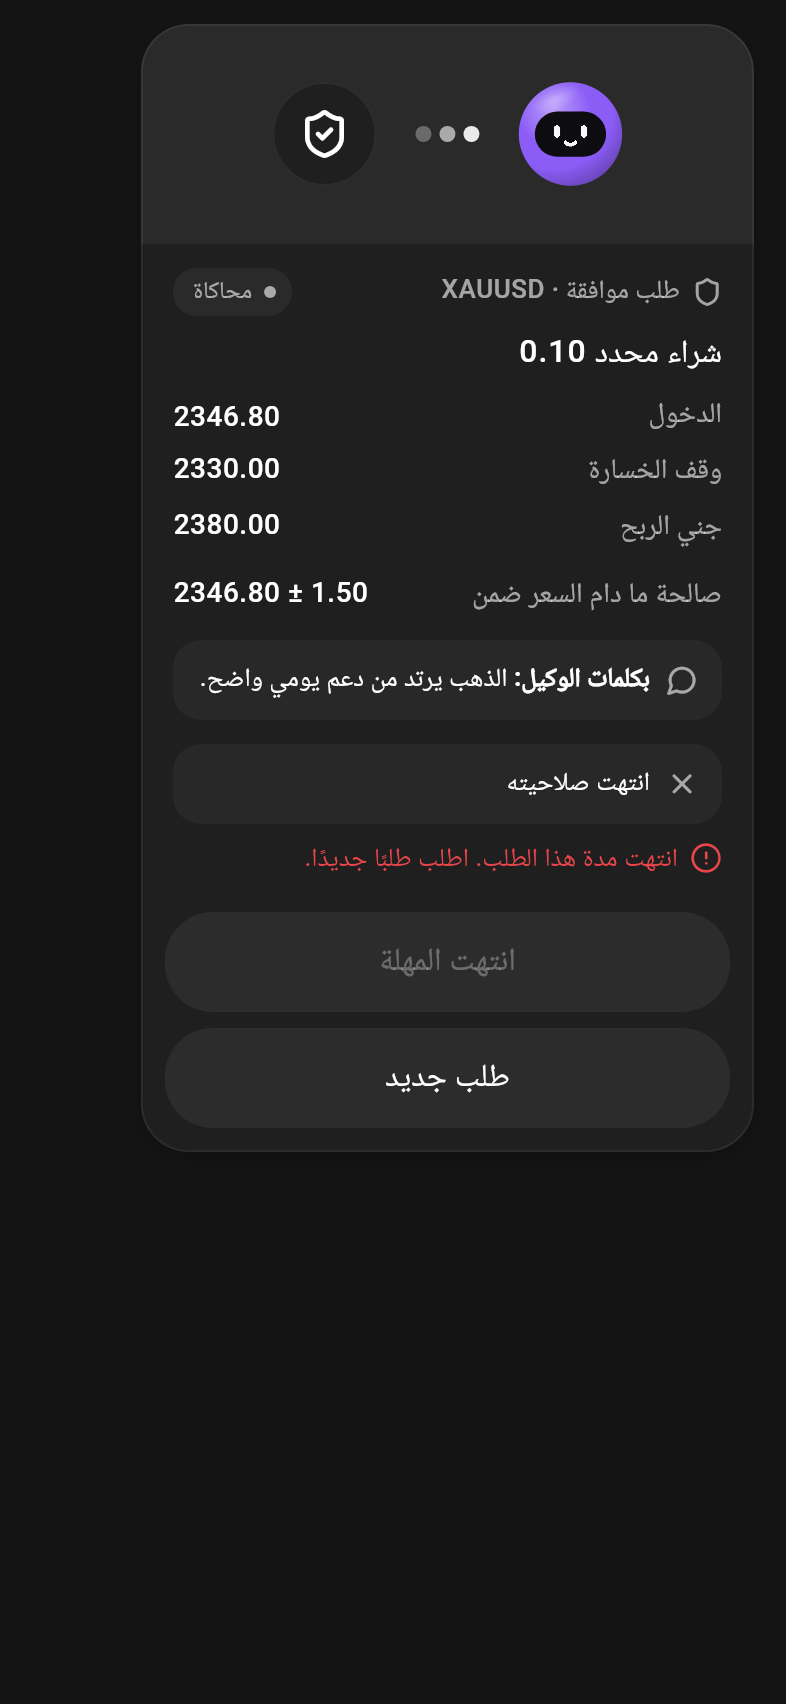 طلب موافقة · XAUUSD
محاكاة
شراء محدد 0.10
الدخول 2346.80
وقف الخسارة 2330.00
جني الربح 2380.00
صالحة ما دام السعر ضمن 2346.80 ± 1.50
بكلمات الوكيل: الذهب يرتد من دعم يومي واضح.
انتهت صلاحيته
انتهت مدة هذا الطلب. اطلب طلبًا جديدًا.
انتهت المهلة
طلب جديد